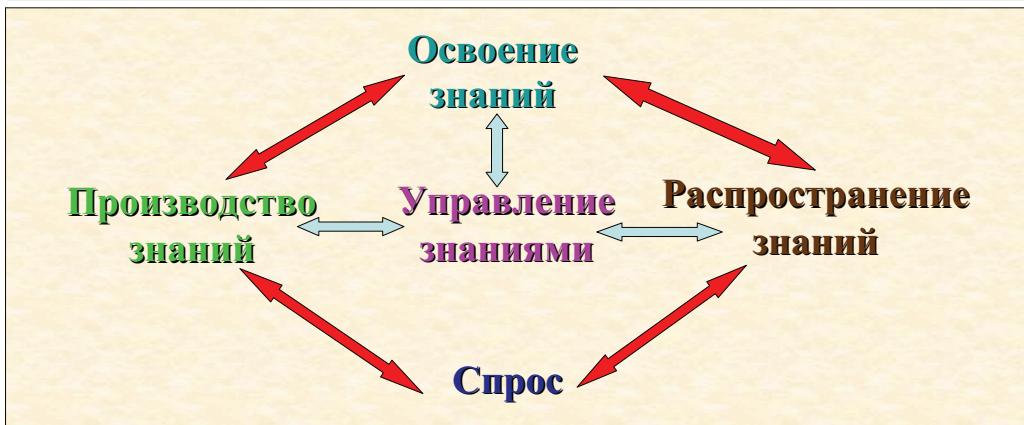 Освоение
знаний
Производство
знаний
Управление
знаниями
Распространение
знаний
Спрос